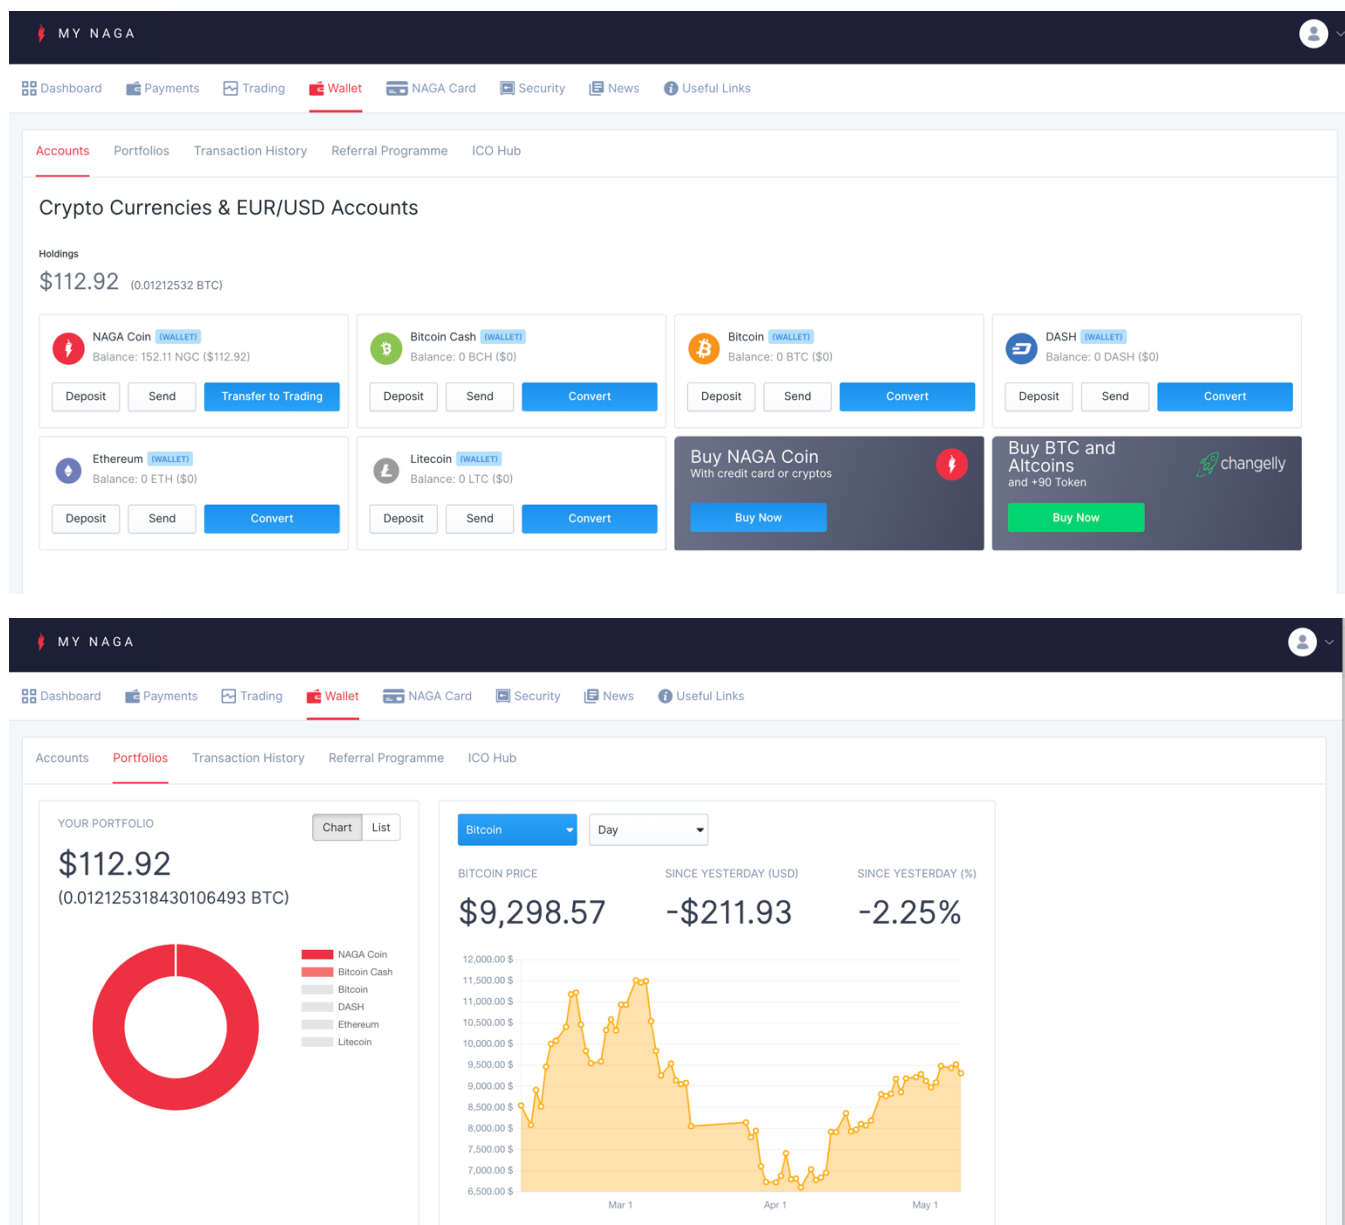 MY NAGA
Dashboard Payments Trading Wallet NAGA Card Security News Useful Links
Accounts Portfolios Transaction History Referral Programme ICO Hub
Crypto Currencies & EUR/USD Accounts
Holdings
$112.92 (0.01212532 BTC)
NAGA Coin (WALLET)
Balance: 152.11 NGC ($112.92)
Deposit Send Transfer to Trading
Bitcoin Cash (WALLET)
Balance: 0 BCH ($0)
Deposit Send Convert
Bitcoin (WALLET)
Balance: 0 BTC ($0)
Deposit Send Convert
DASH (WALLET)
Balance: 0 DASH ($0)
Deposit Send Convert
Ethereum (WALLET)
Balance: 0 ETH ($0)
Deposit Send Convert
Litecoin (WALLET)
Balance: 0 LTC ($0)
Deposit Send Convert
Buy NAGA Coin
With credit card or cryptos
Buy Now
Buy BTC and
Altcoins
and +90 Token
changelly
Buy Now
MY NAGA
Dashboard Payments Trading Wallet NAGA Card Security News Useful Links
Accounts Portfolios Transaction History Referral Programme ICO Hub
YOUR PORTFOLIO
Chart List
$112.92
(0.012125318430106493 BTC)
NAGA Coin
Bitcoin Cash
Bitcoin
DASH
Ethereum
Litecoin
Bitcoin Day
BITCOIN PRICE SINCE YESTERDAY (USD) SINCE YESTERDAY (%)
$9,298.57 -$211.93 -2.25%
12,000.00 $
11,500.00 $
11,000.00 $
10,500.00 $
10,000.00 $
9,500.00 $
9,000.00 $
8,500.00 $
8,000.00 $
7,500.00 $
7,000.00 $
6,500.00 $
Mar 1 Apr 1 May 1